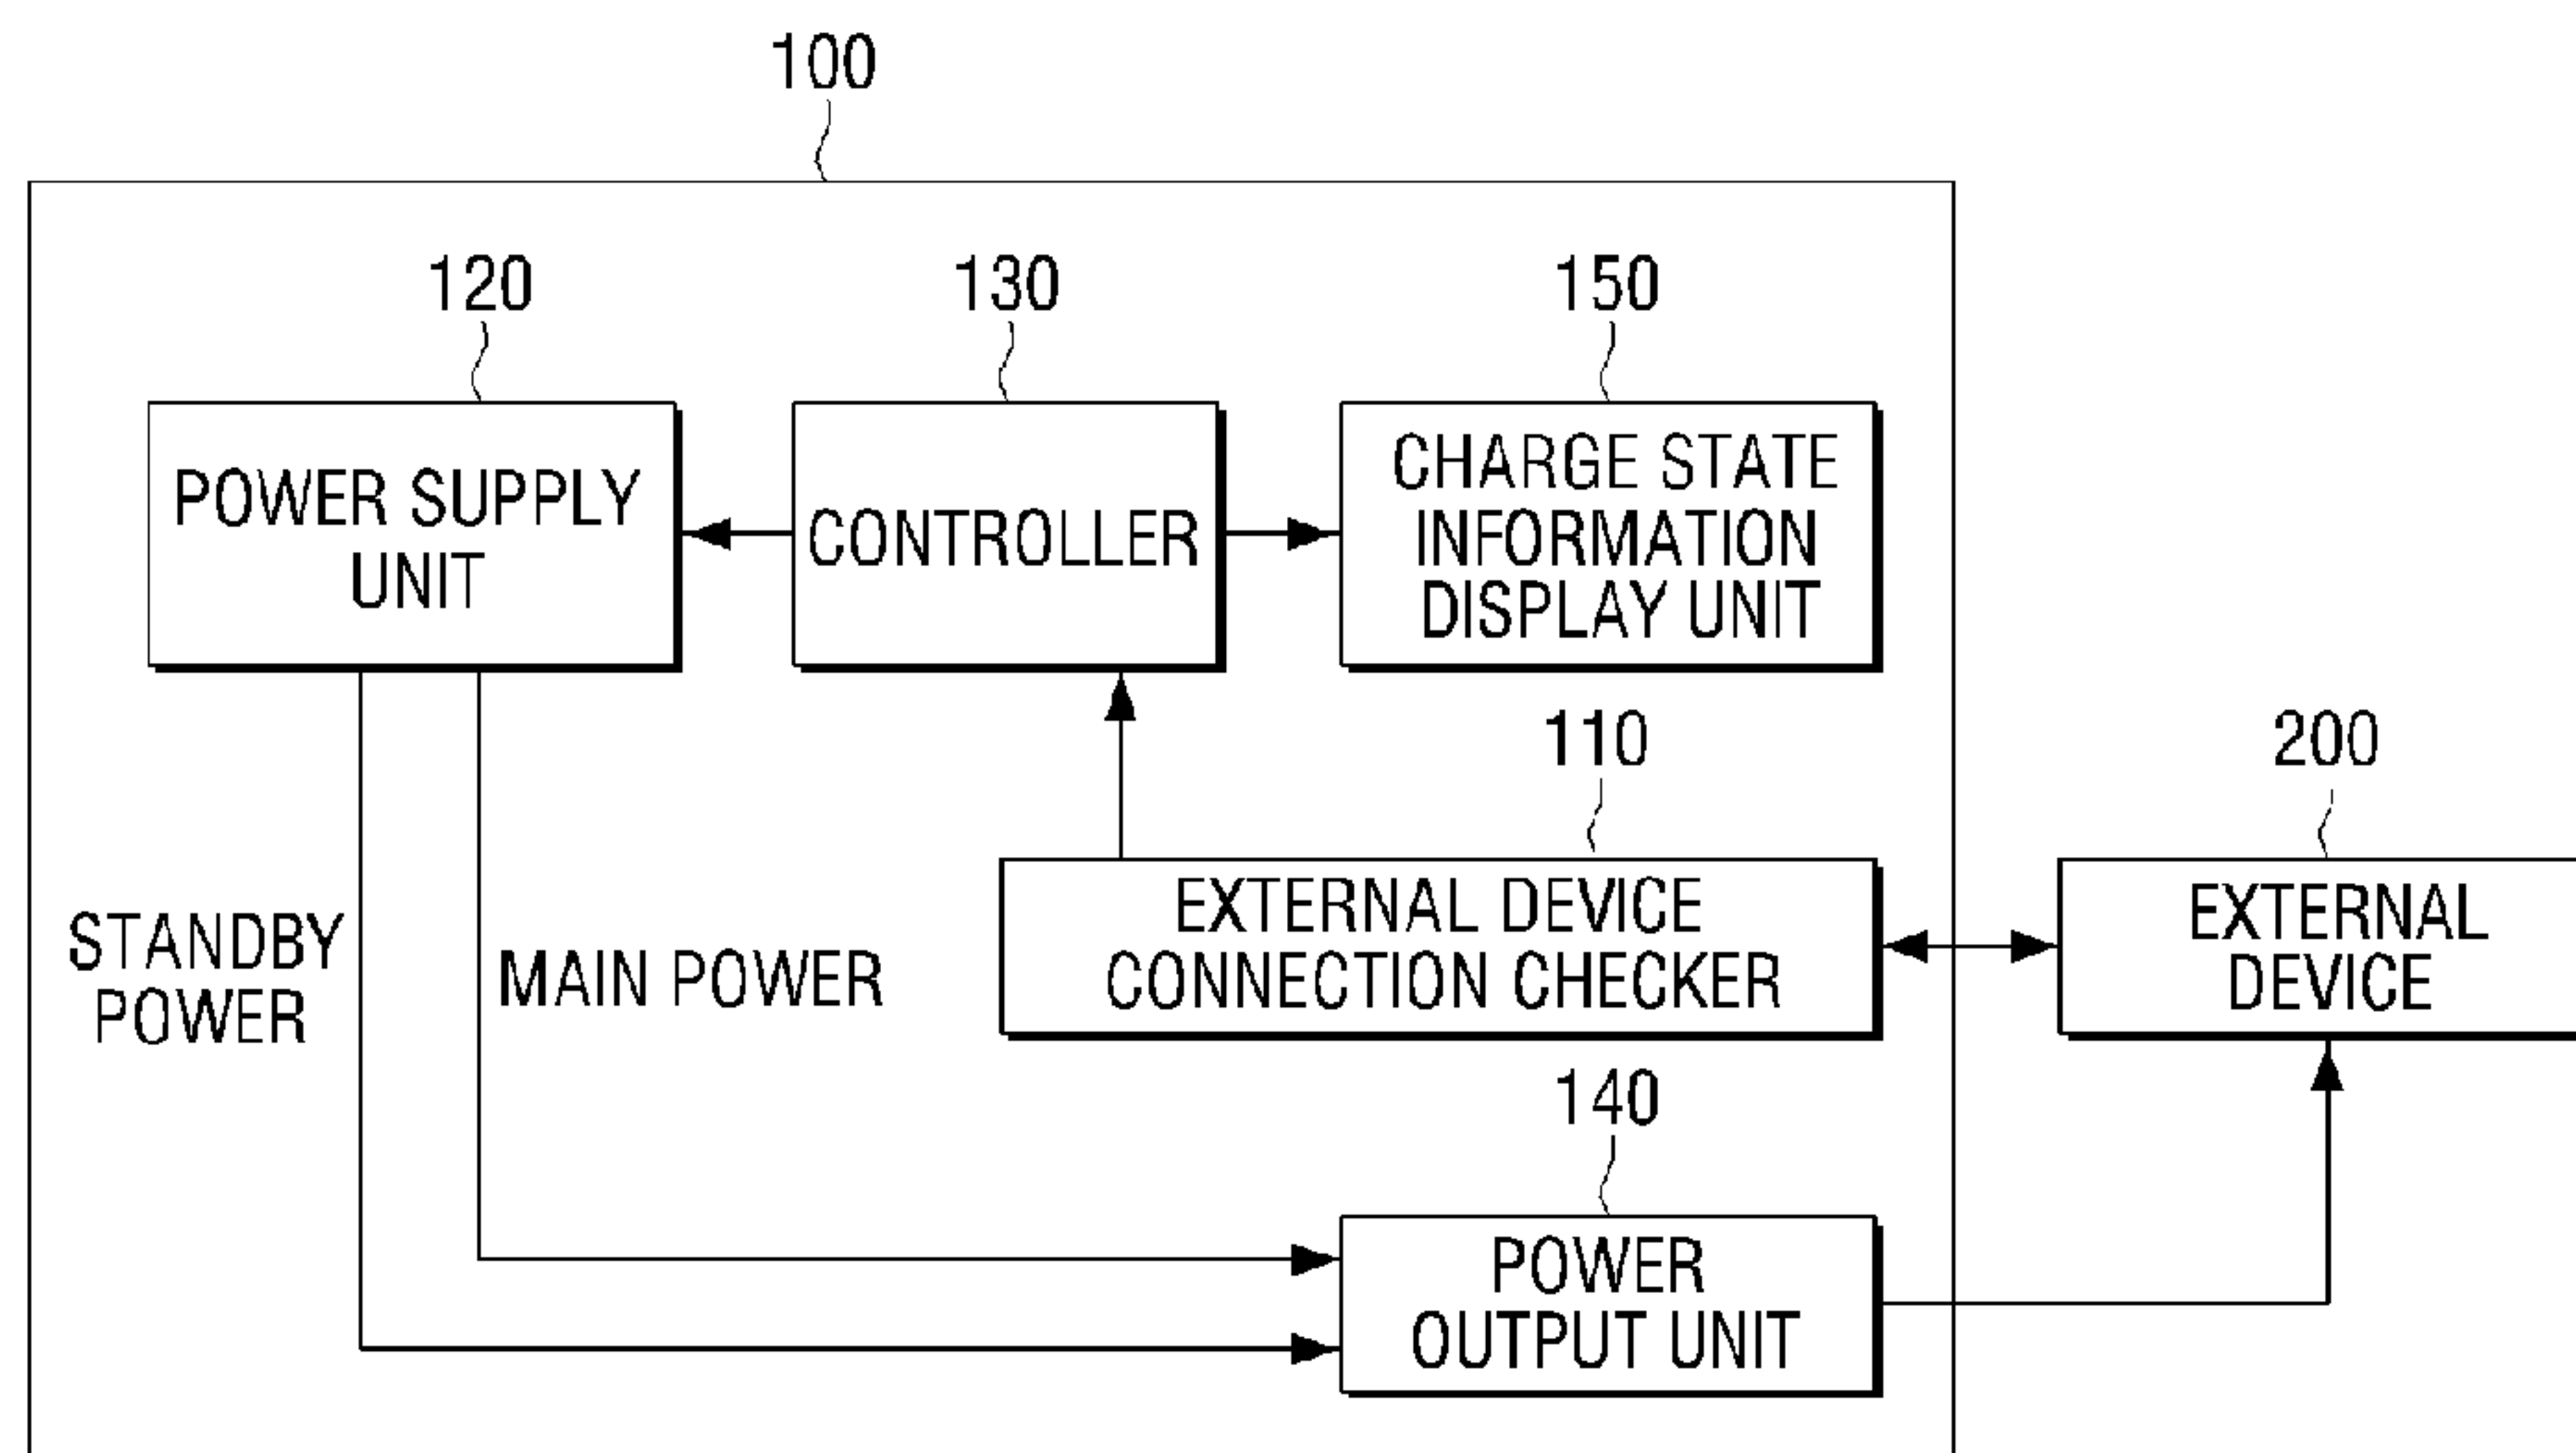 100
120
130
150
POWER SUPPLY
UNIT
CONTROLLER
CHARGE STATE
INFORMATION
DISPLAY UNIT
110
200
STANDBY
POWER
MAIN POWER
EXTERNAL DEVICE
CONNECTION CHECKER
EXTERNAL
DEVICE
140
POWER
OUTPUT UNIT